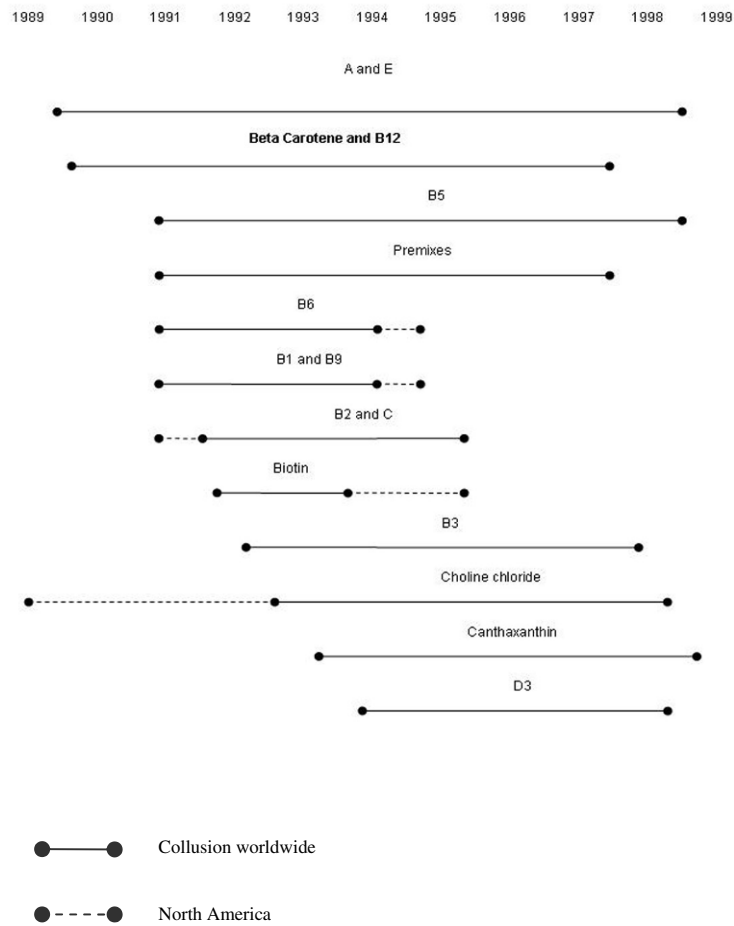 1989 1990 1991 1992 1993 1994 1995 1996 1997 1998 1999
A and E
Beta Carotene and B12
B5
Premixes
B6
B1 and B9
B2 and C
Biotin
B3
Choline chloride
Canthaxanthin
D3
Collusion worldwide
North America